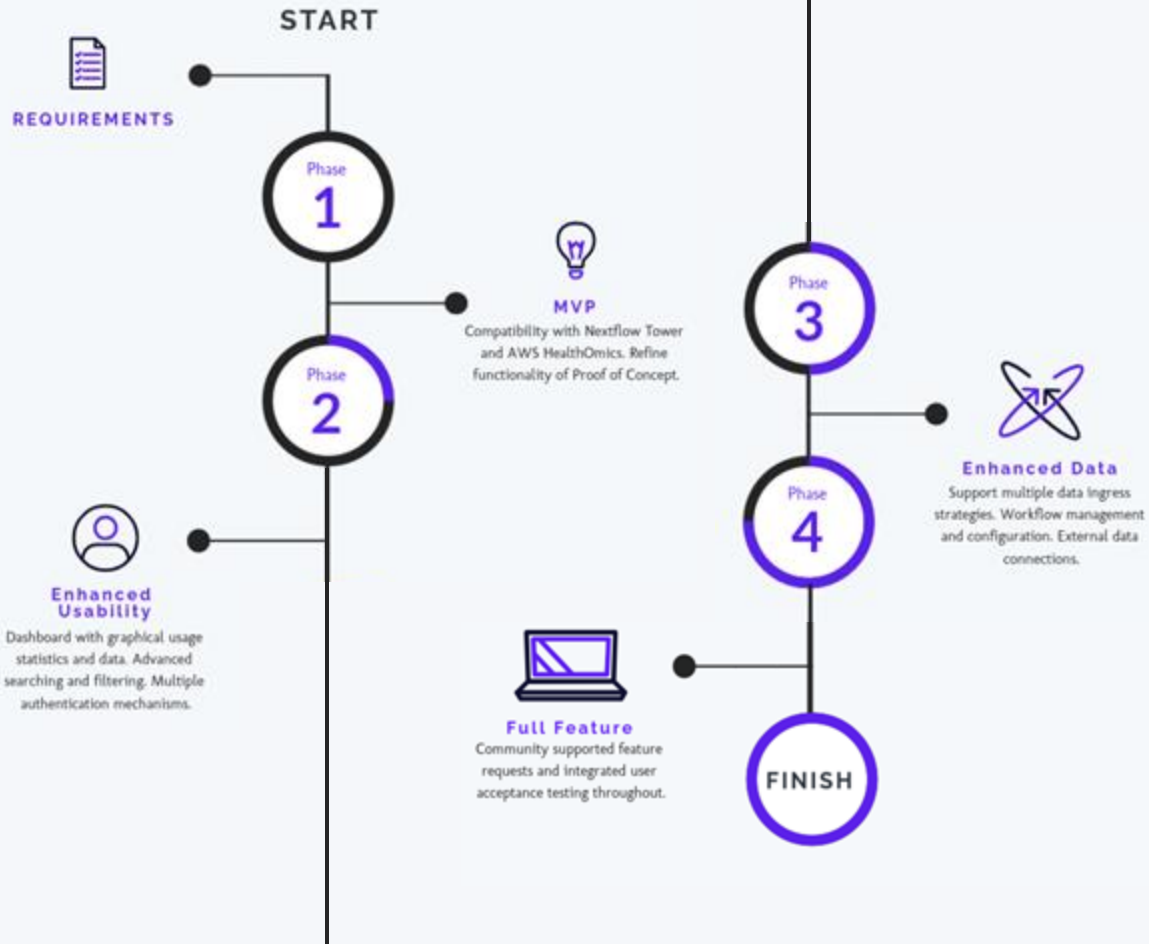 START
REQUIREMENTS
Phase
1
MVP
Compatibility with Nextflow Tower
and AWS HealthOmics. Refine
functionality of Proof of Concept.
Phase
2
Enhanced
Usability
Dashboard with graphical usage
statistics and data. Advanced
searching and filtering. Multiple
authentication mechanisms.
Phase
3
Enhanced Data
Support multiple data ingress
strategies. Workflow management
and configuration. External data
connections.
Phase
4
Full Feature
Community supported feature
requests and integrated user
acceptance testing throughout.
FINISH